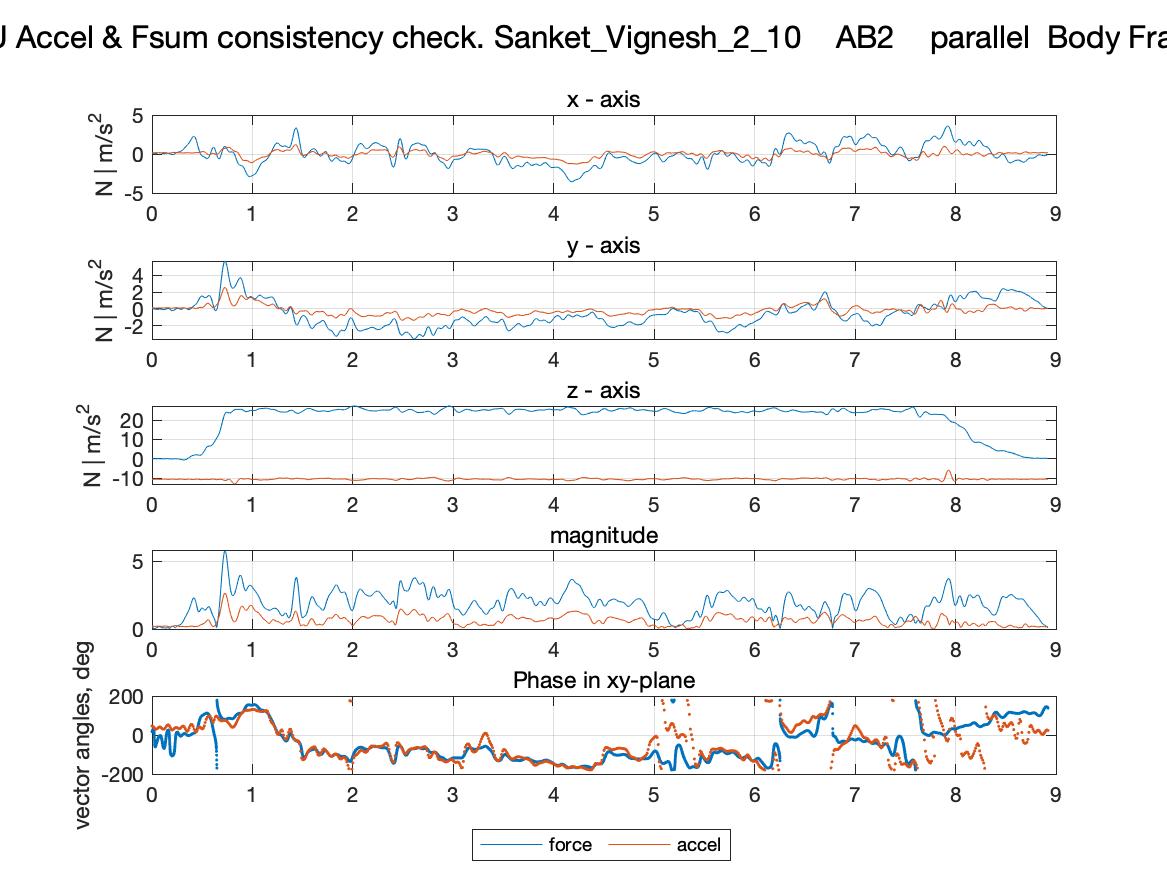 J Accel & Fsum consistency check. Sanket_Vignesh_2_10 AB2 parallel Body Fra
x - axis
N | m/s²
5
0
-5
0 1 2 3 4 5 6 7 8 9
y - axis
N | m/s²
4
2
0
-2
0 1 2 3 4 5 6 7 8 9
z - axis
N | m/s²
20
10
0
-10
0 1 2 3 4 5 6 7 8 9
magnitude
5
0
0 1 2 3 4 5 6 7 8 9
Phase in xy-plane
vector angles, deg
200
0
-200
0 1 2 3 4 5 6 7 8 9
force accel